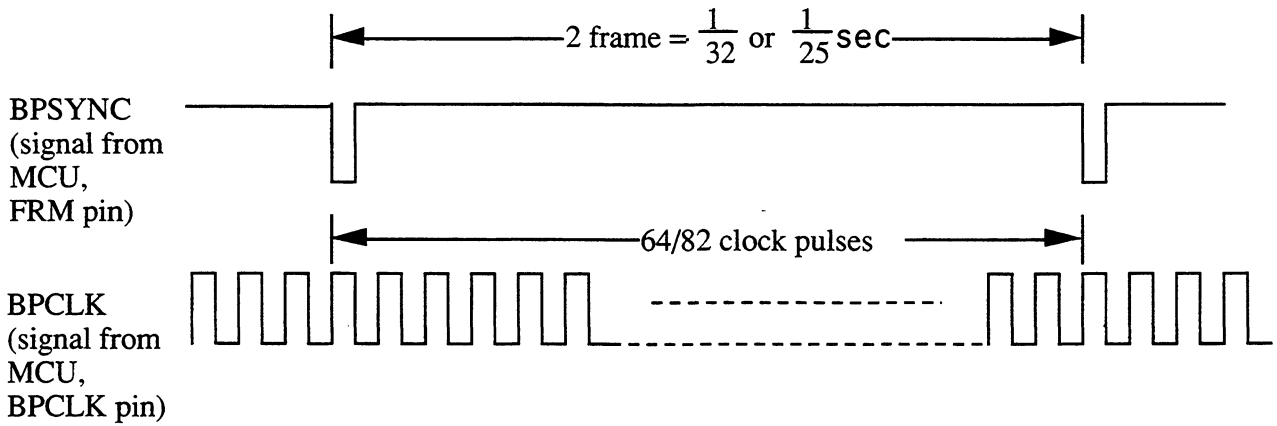 2 frame = 1/32 or 1/25 sec
BPSYNC
(signal from
MCU,
FRM pin)
64/82 clock pulses
BPCLK
(signal from
MCU,
BPCLK pin)